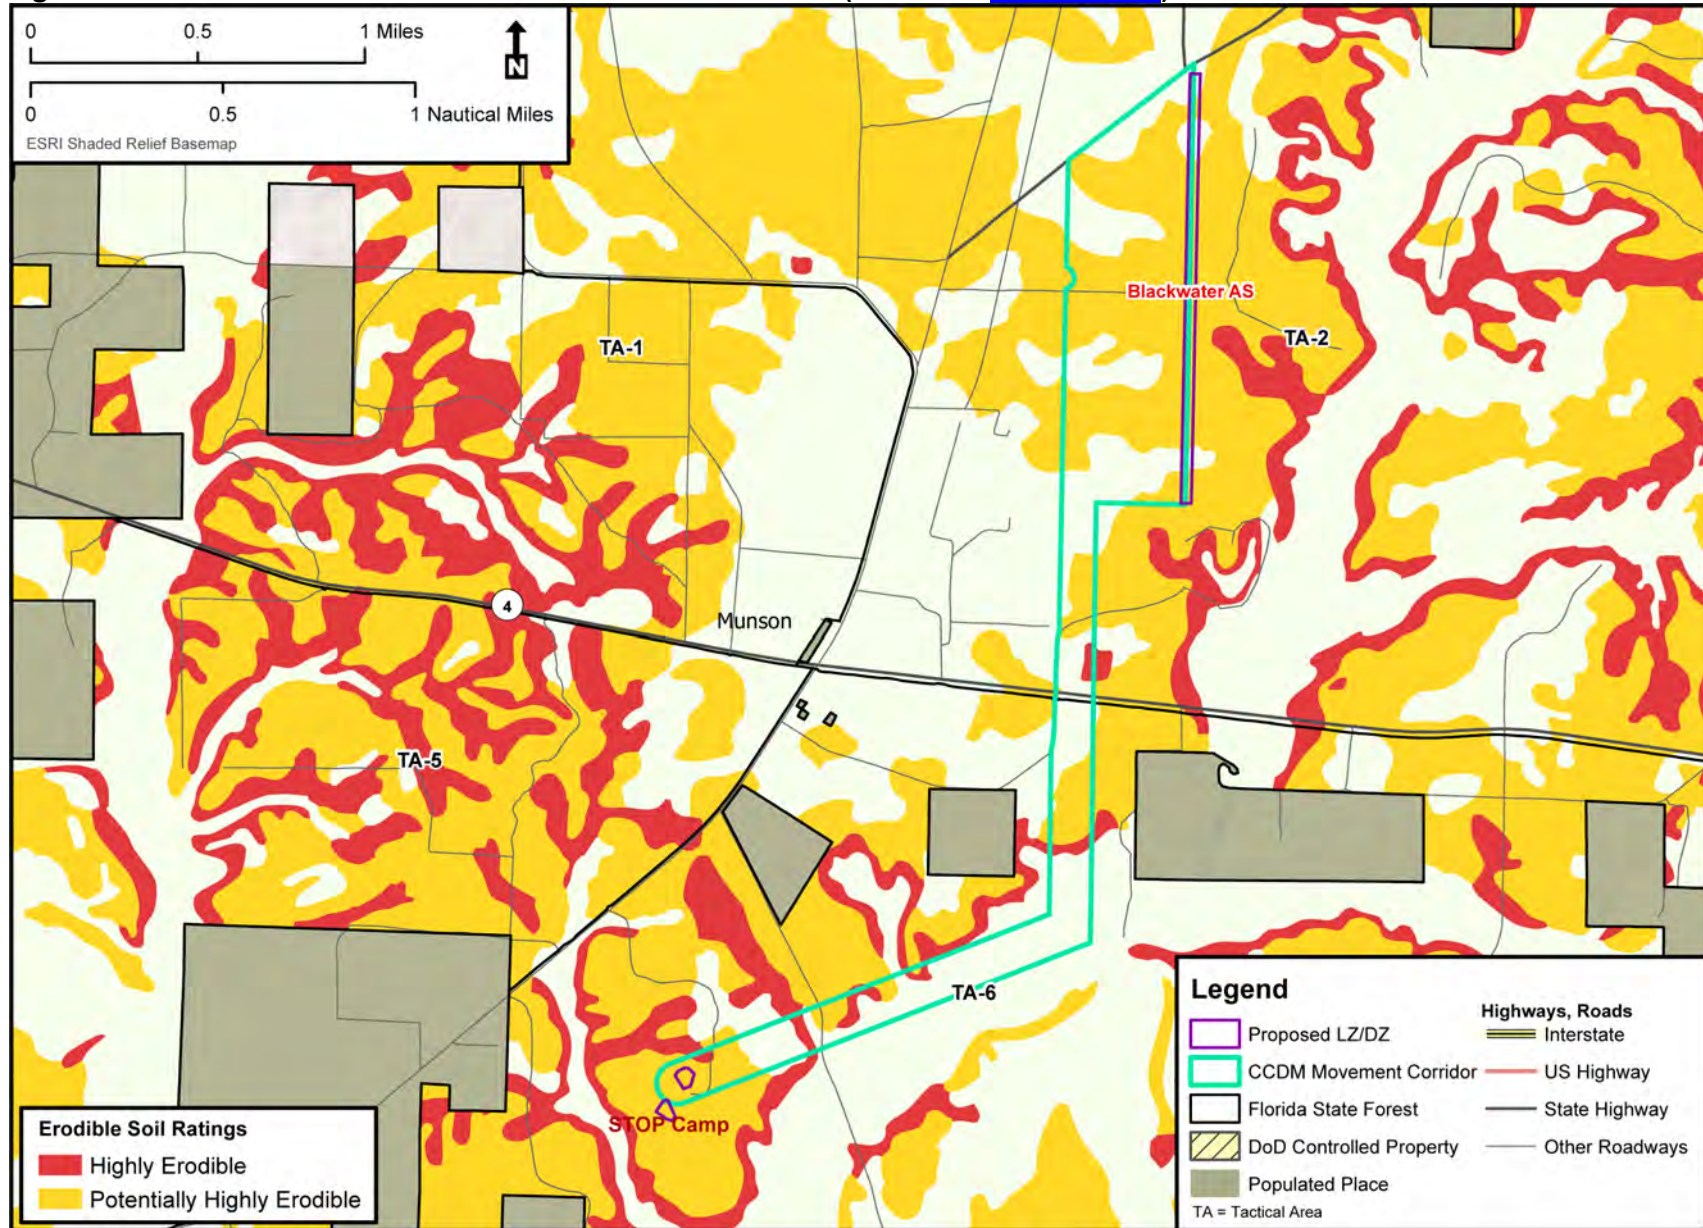 0 0.5 1 Miles
N
0 0.5 1 Nautical Miles
ESRI Shaded Relief Basemap
Blackwater AS
TA-1
TA-2
4
Munson
TA-5
TA-6
STOP Camp
Erodible Soil Ratings
Highly Erodible
Potentially Highly Erodible
Legend
Proposed LZ/DZ
CCDM Movement Corridor
Florida State Forest
DoD Controlled Property
Populated Place
TA = Tactical Area
Highways, Roads
Interstate
US Highway
State Highway
Other Roadways